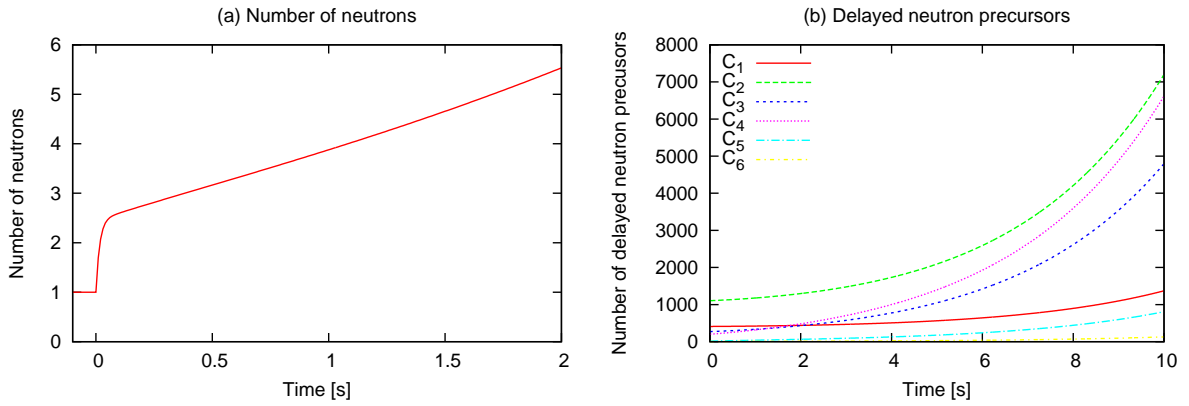 (a) Number of neutrons
Number of neutrons
6
5
4
3
2
1
0
0
0.5
1
1.5
2
Time [s]
(b) Delayed neutron precursors
Number of delayed neutron precusors
8000
7000
6000
5000
4000
3000
2000
1000
0
C1
C2
C3
C4
C5
C6
0
2
4
6
8
10
Time [s]